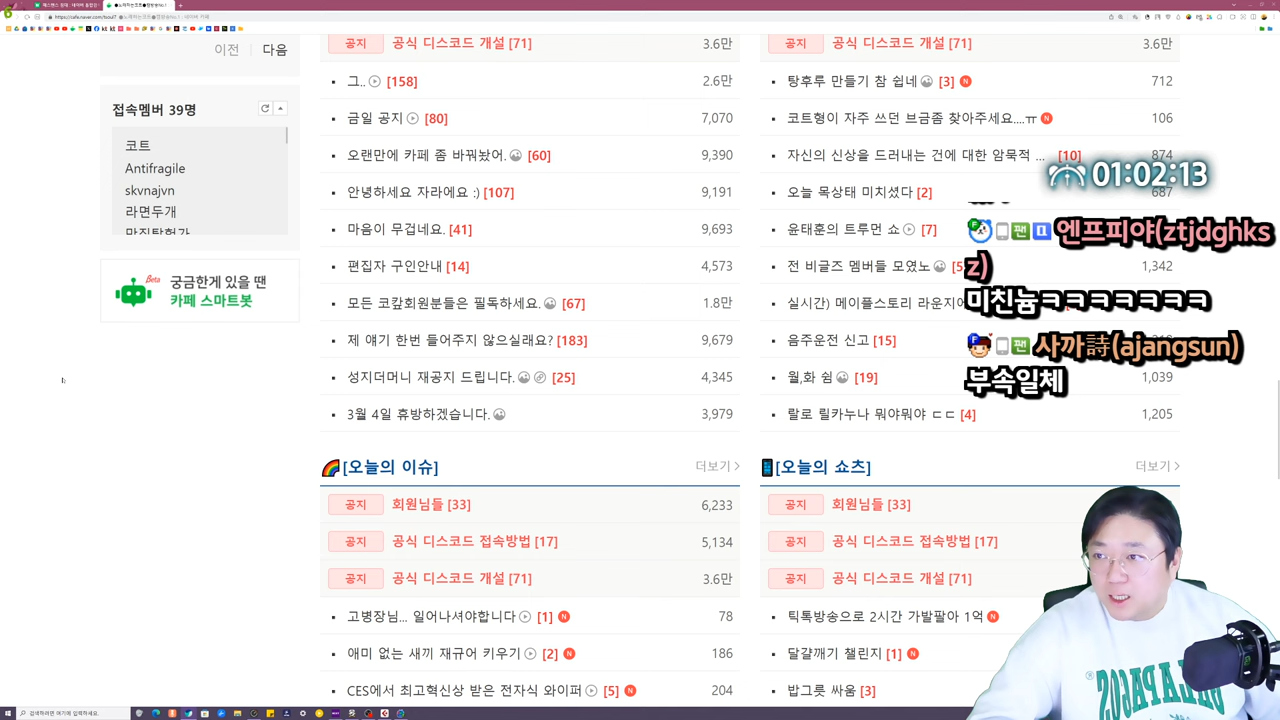 이전 다음
접속멤버 39명
코트
Antifragile
skvnajvn
라면두개
맛집탐험가
Beta
궁금한게 있을 땐
카페 스마트봇
공지 공식 디스코드 개설 [71] 3.6만
그.. [158] 2.6만
금일 공지 [80] 7,070
오랜만에 카페 좀 바꿔놨어. [60] 9,390
안녕하세요 자라에요 :) [107] 9,191
마음이 무겁네요. [41] 9,693
편집자 구인안내 [14] 4,573
모든 코캎회원분들은 필독하세요. [67] 1.8만
제 얘기 한번 들어주지 않으실래요? [183] 9,679
성지더머니 재공지 드립니다. [25] 4,345
3월 4일 휴방하겠습니다. 3,979
공지 공식 디스코드 개설 [71] 3.6만
탕후루 만들기 참 쉽네 [3] N 712
코트형이 자주 쓰던 브금좀 찾아주세요....ㅠ N 106
자신의 신상을 드러내는 건에 대한 암묵적 ... [10] 874
오늘 목상태 미치셨다 [2] 687
윤태훈의 트루먼 쇼 [7]
전 비글즈 멤버들 모였노 1,342
실시간) 메이플스토리 라운지에
음주운전 신고 [15]
월,화 쉼 [19] 1,039
랄로 릴카누나 뭐야뭐야 ㄷㄷ [4] 1,205
01:02:13
팬 엔프피야(ztjdghks
z)
미친늄ㅋㅋㅋㅋㅋㅋㅋ
팬 사까詩(ajangsun)
부속일체
[오늘의 이슈] 더보기
공지 회원님들 [33] 6,233
공지 공식 디스코드 접속방법 [17] 5,134
공지 공식 디스코드 개설 [71] 3.6만
고병장님... 일어나셔야합니다 [1] N 78
애미 없는 새끼 재규어 키우기 [2] N 186
CES에서 최고혁신상 받은 전자식 와이퍼 [5] N 204
[오늘의 쇼츠] 더보기
공지 회원님들 [33]
공지 공식 디스코드 접속방법 [17]
공지 공식 디스코드 개설 [71]
틱톡방송으로 2시간 가발팔아 1억 N
달걀깨기 챌린지 [1] N
밥그릇 싸움 [3]
검색하려면 여기에 입력하세요.